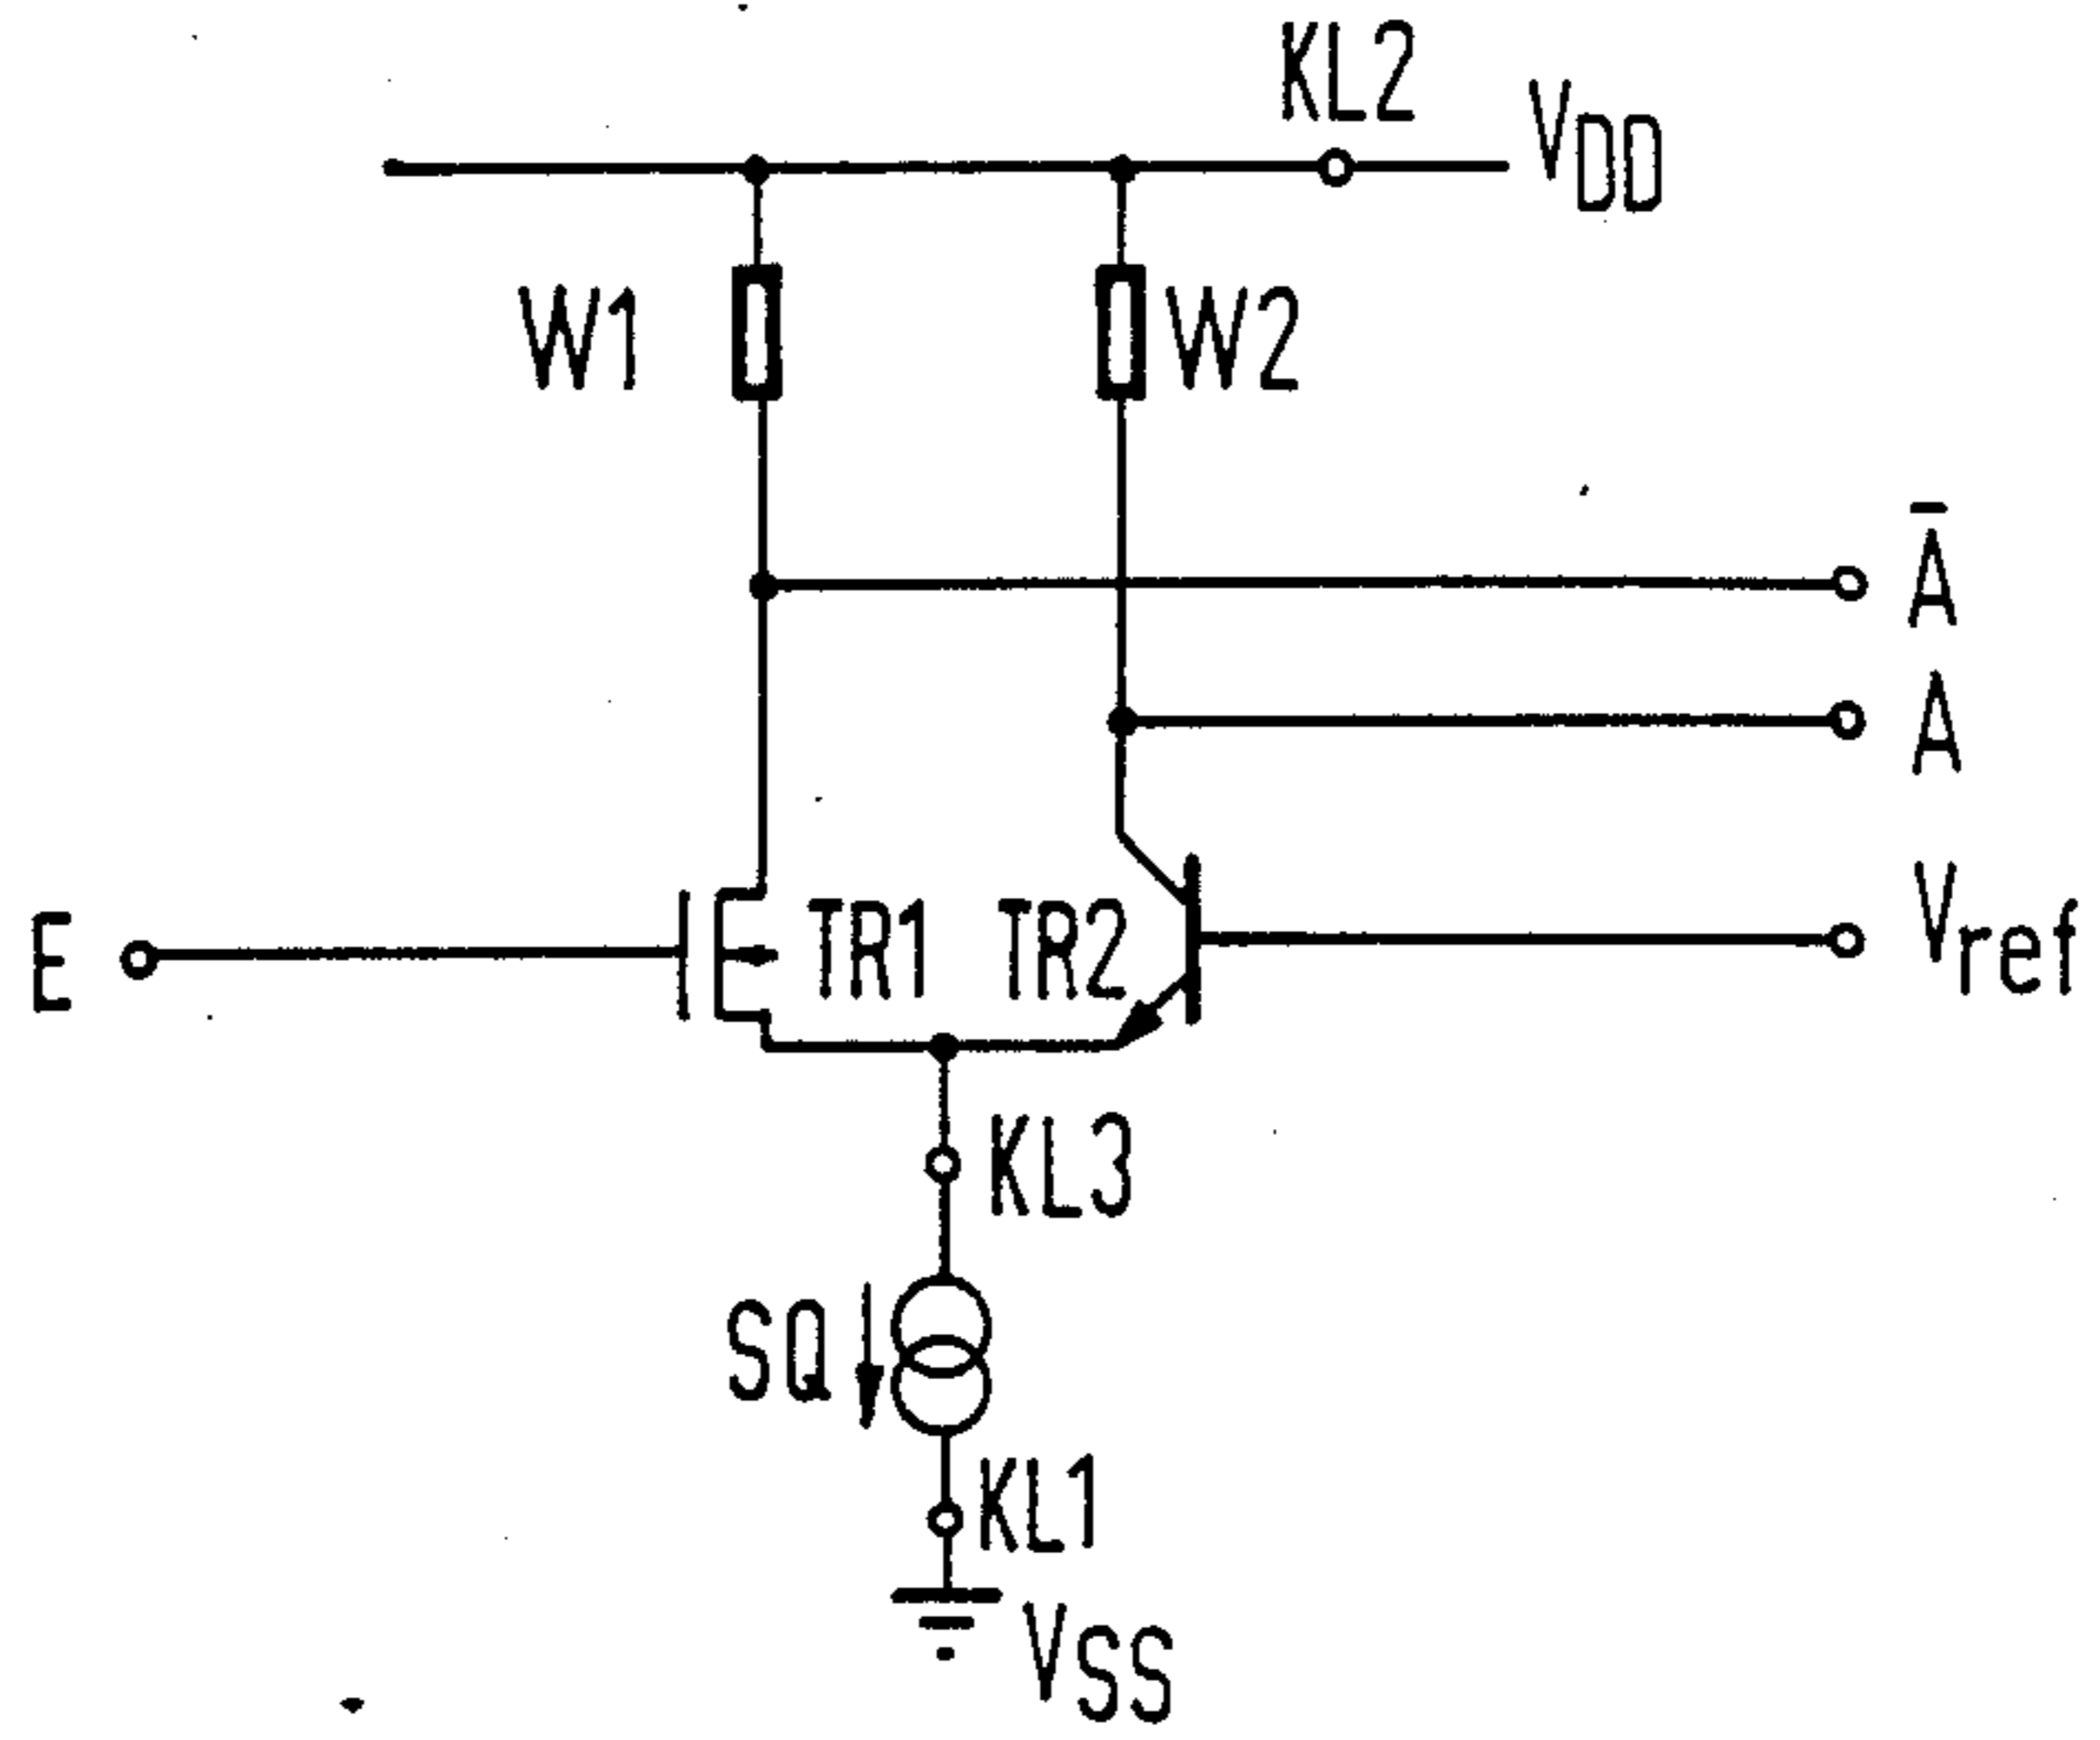 KL2
V_DD
W1
W2
Ā
A
V_ref
E
TR1
TR2
KL3
SQ
KL1
V_SS